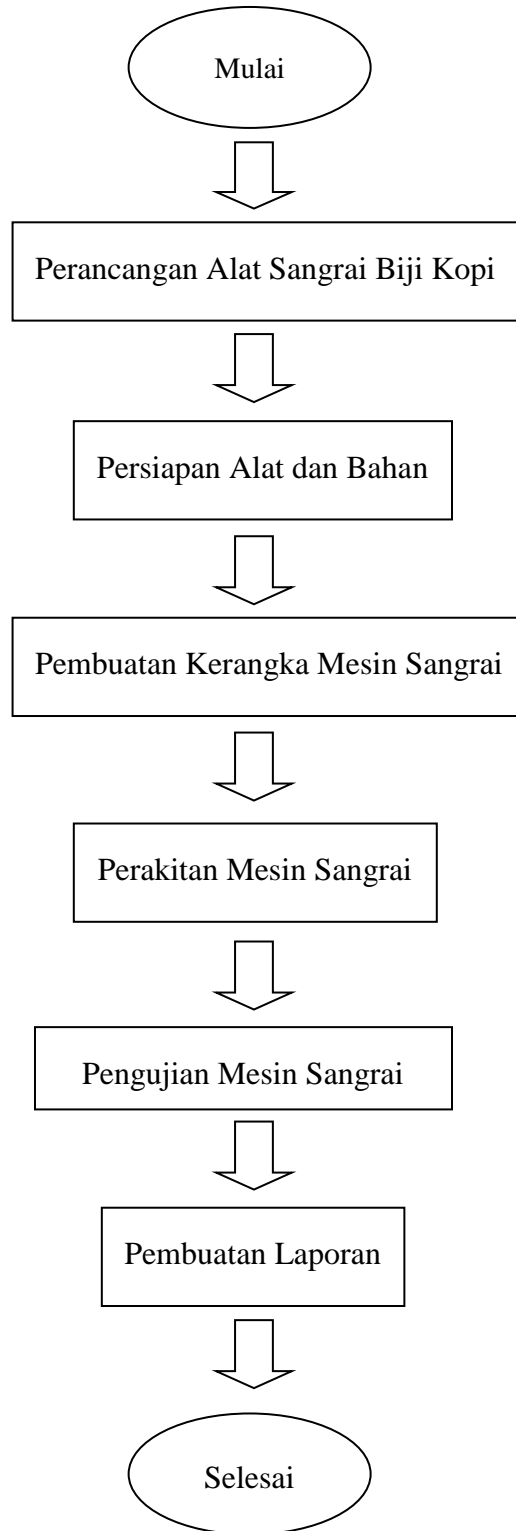 Mulai
Perancangan Alat Sangrai Biji Kopi
Persiapan Alat dan Bahan
Pembuatan Kerangka Mesin Sangrai
Perakitan Mesin Sangrai
Pengujian Mesin Sangrai
Pembuatan Laporan
Selesai